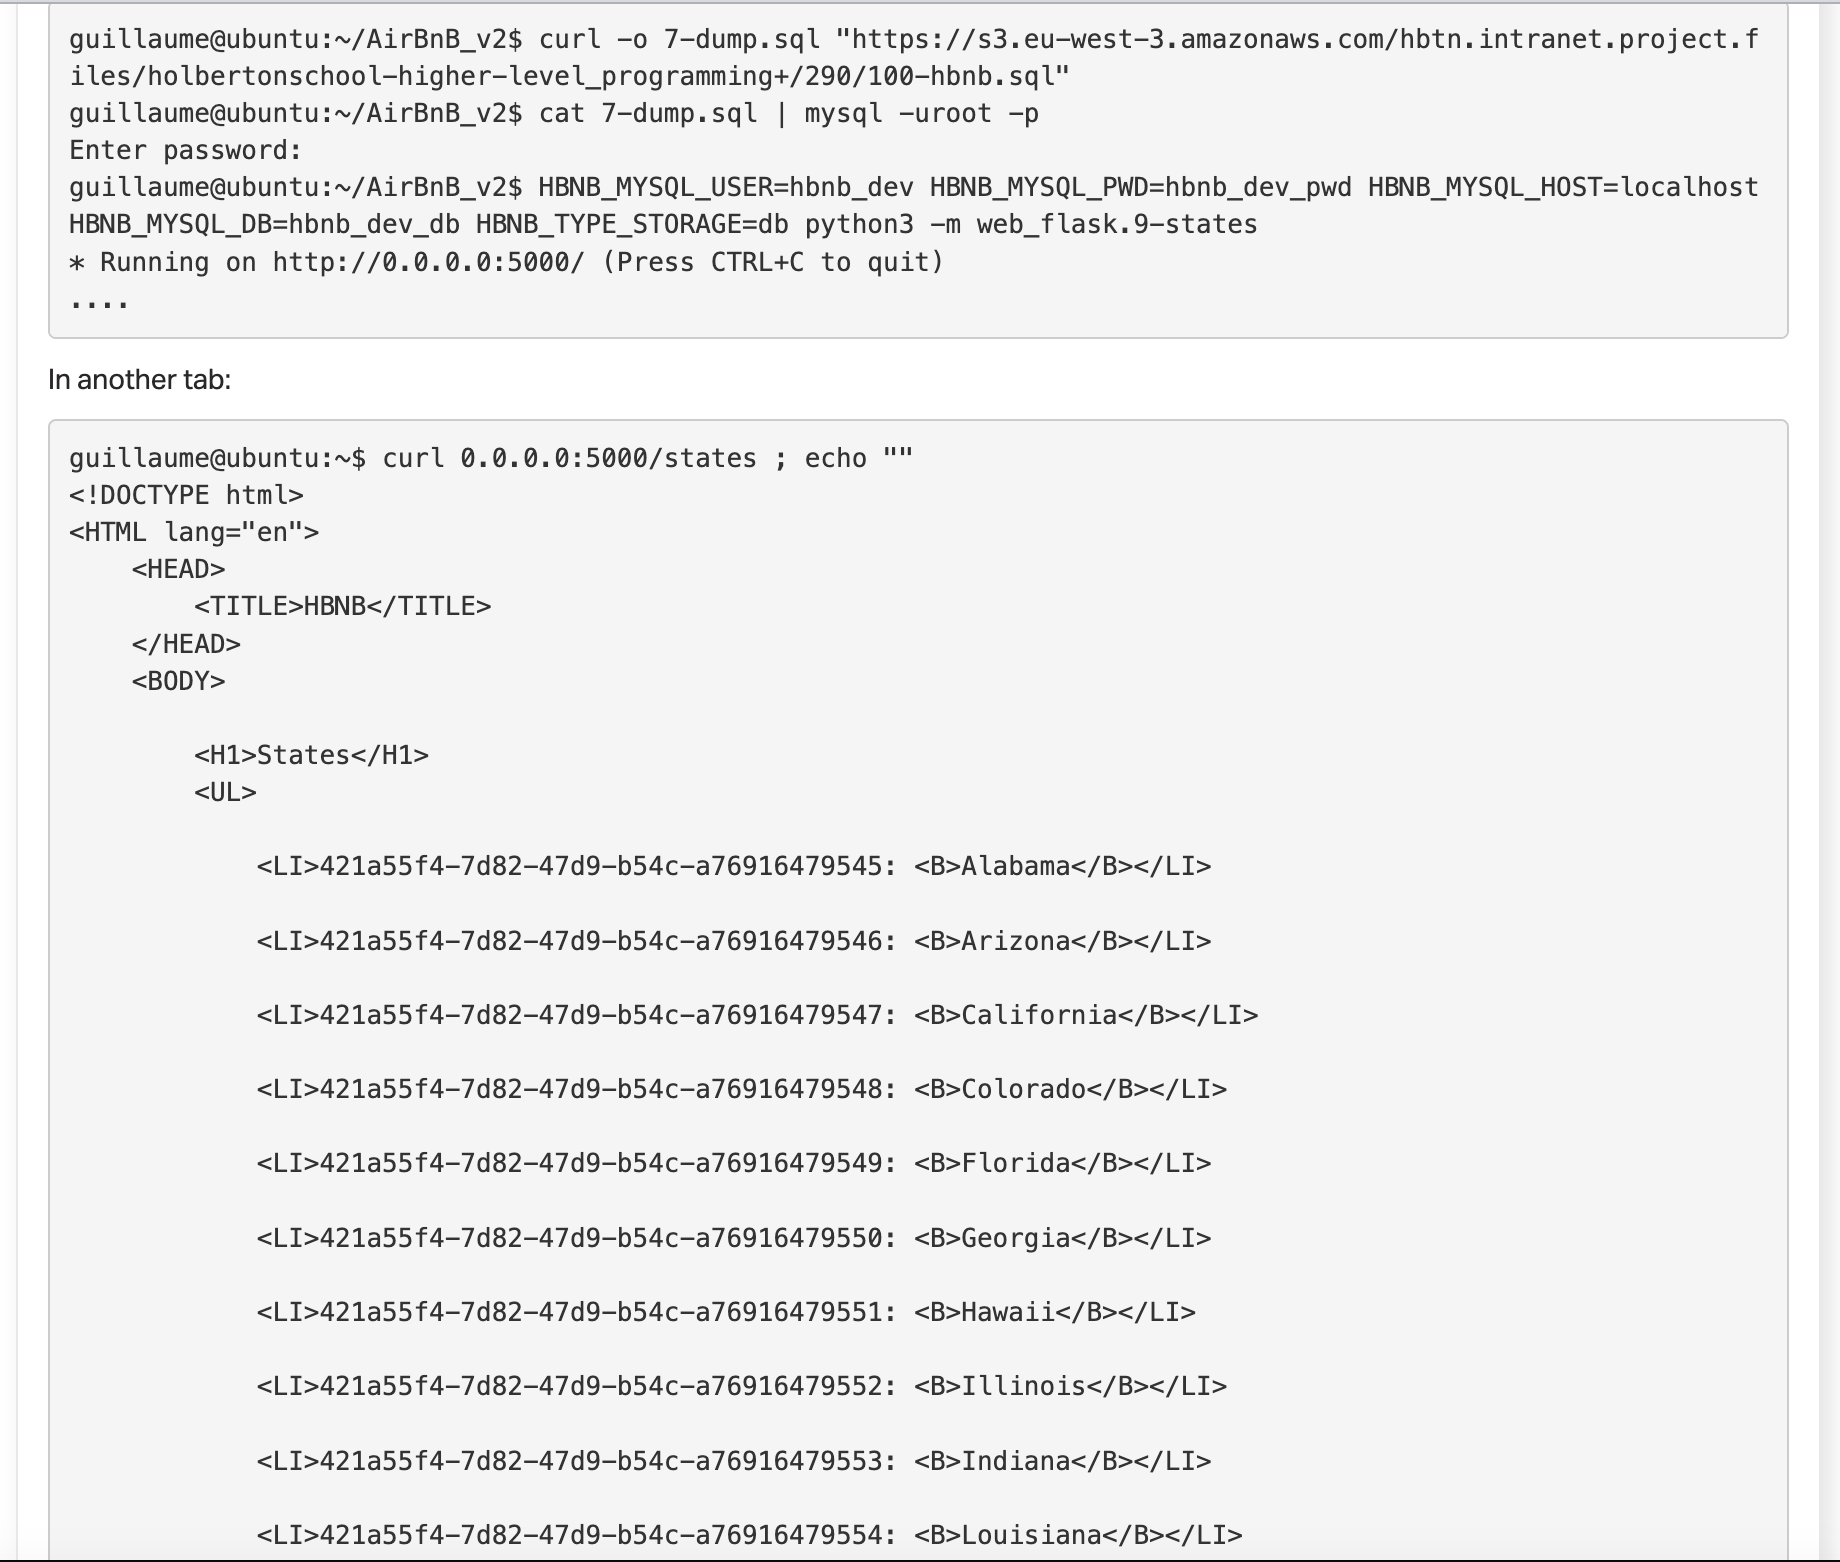 guillaume@ubuntu:~/AirBnB_v2$ curl -o 7-dump.sql "https://s3.eu-west-3.amazonaws.com/hbtn.intranet.project.f
iles/holbertonschool-higher-level_programming+/290/100-hbnb.sql"
guillaume@ubuntu:~/AirBnB_v2$ cat 7-dump.sql | mysql -uroot -p
Enter password:
guillaume@ubuntu:~/AirBnB_v2$ HBNB_MYSQL_USER=hbnb_dev HBNB_MYSQL_PWD=hbnb_dev_pwd HBNB_MYSQL_HOST=localhost
HBNB_MYSQL_DB=hbnb_dev_db HBNB_TYPE_STORAGE=db python3 -m web_flask.9-states
* Running on http://0.0.0.0:5000/ (Press CTRL+C to quit)
....
In another tab:
guillaume@ubuntu:~$ curl 0.0.0.0:5000/states ; echo ""
<!DOCTYPE html>
<HTML lang="en">
    <HEAD>
        <TITLE>HBNB</TITLE>
    </HEAD>
    <BODY>
        <H1>States</H1>
        <UL>
            <LI>421a55f4-7d82-47d9-b54c-a76916479545: <B>Alabama</B></LI>
            <LI>421a55f4-7d82-47d9-b54c-a76916479546: <B>Arizona</B></LI>
            <LI>421a55f4-7d82-47d9-b54c-a76916479547: <B>California</B></LI>
            <LI>421a55f4-7d82-47d9-b54c-a76916479548: <B>Colorado</B></LI>
            <LI>421a55f4-7d82-47d9-b54c-a76916479549: <B>Florida</B></LI>
            <LI>421a55f4-7d82-47d9-b54c-a76916479550: <B>Georgia</B></LI>
            <LI>421a55f4-7d82-47d9-b54c-a76916479551: <B>Hawaii</B></LI>
            <LI>421a55f4-7d82-47d9-b54c-a76916479552: <B>Illinois</B></LI>
            <LI>421a55f4-7d82-47d9-b54c-a76916479553: <B>Indiana</B></LI>
            <LI>421a55f4-7d82-47d9-b54c-a76916479554: <B>Louisiana</B></LI>